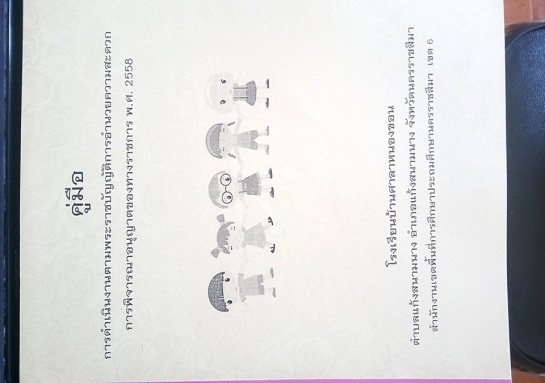 คู่มือ
การดำเนินงานตามพระราชบัญญัติการอำนวยความสะดวก
การพิจารณาอนุญาตของทางราชการ พ.ศ. 2558
โรงเรียนบ้านศาลาหนองขอน
ตำบลแก้งสนามนาง อำเภอแก้งสนามนาง จังหวัดนครราชสีมา
สำนักงานเขตพื้นที่การศึกษาประถมศึกษานครราชสีมา เขต 6